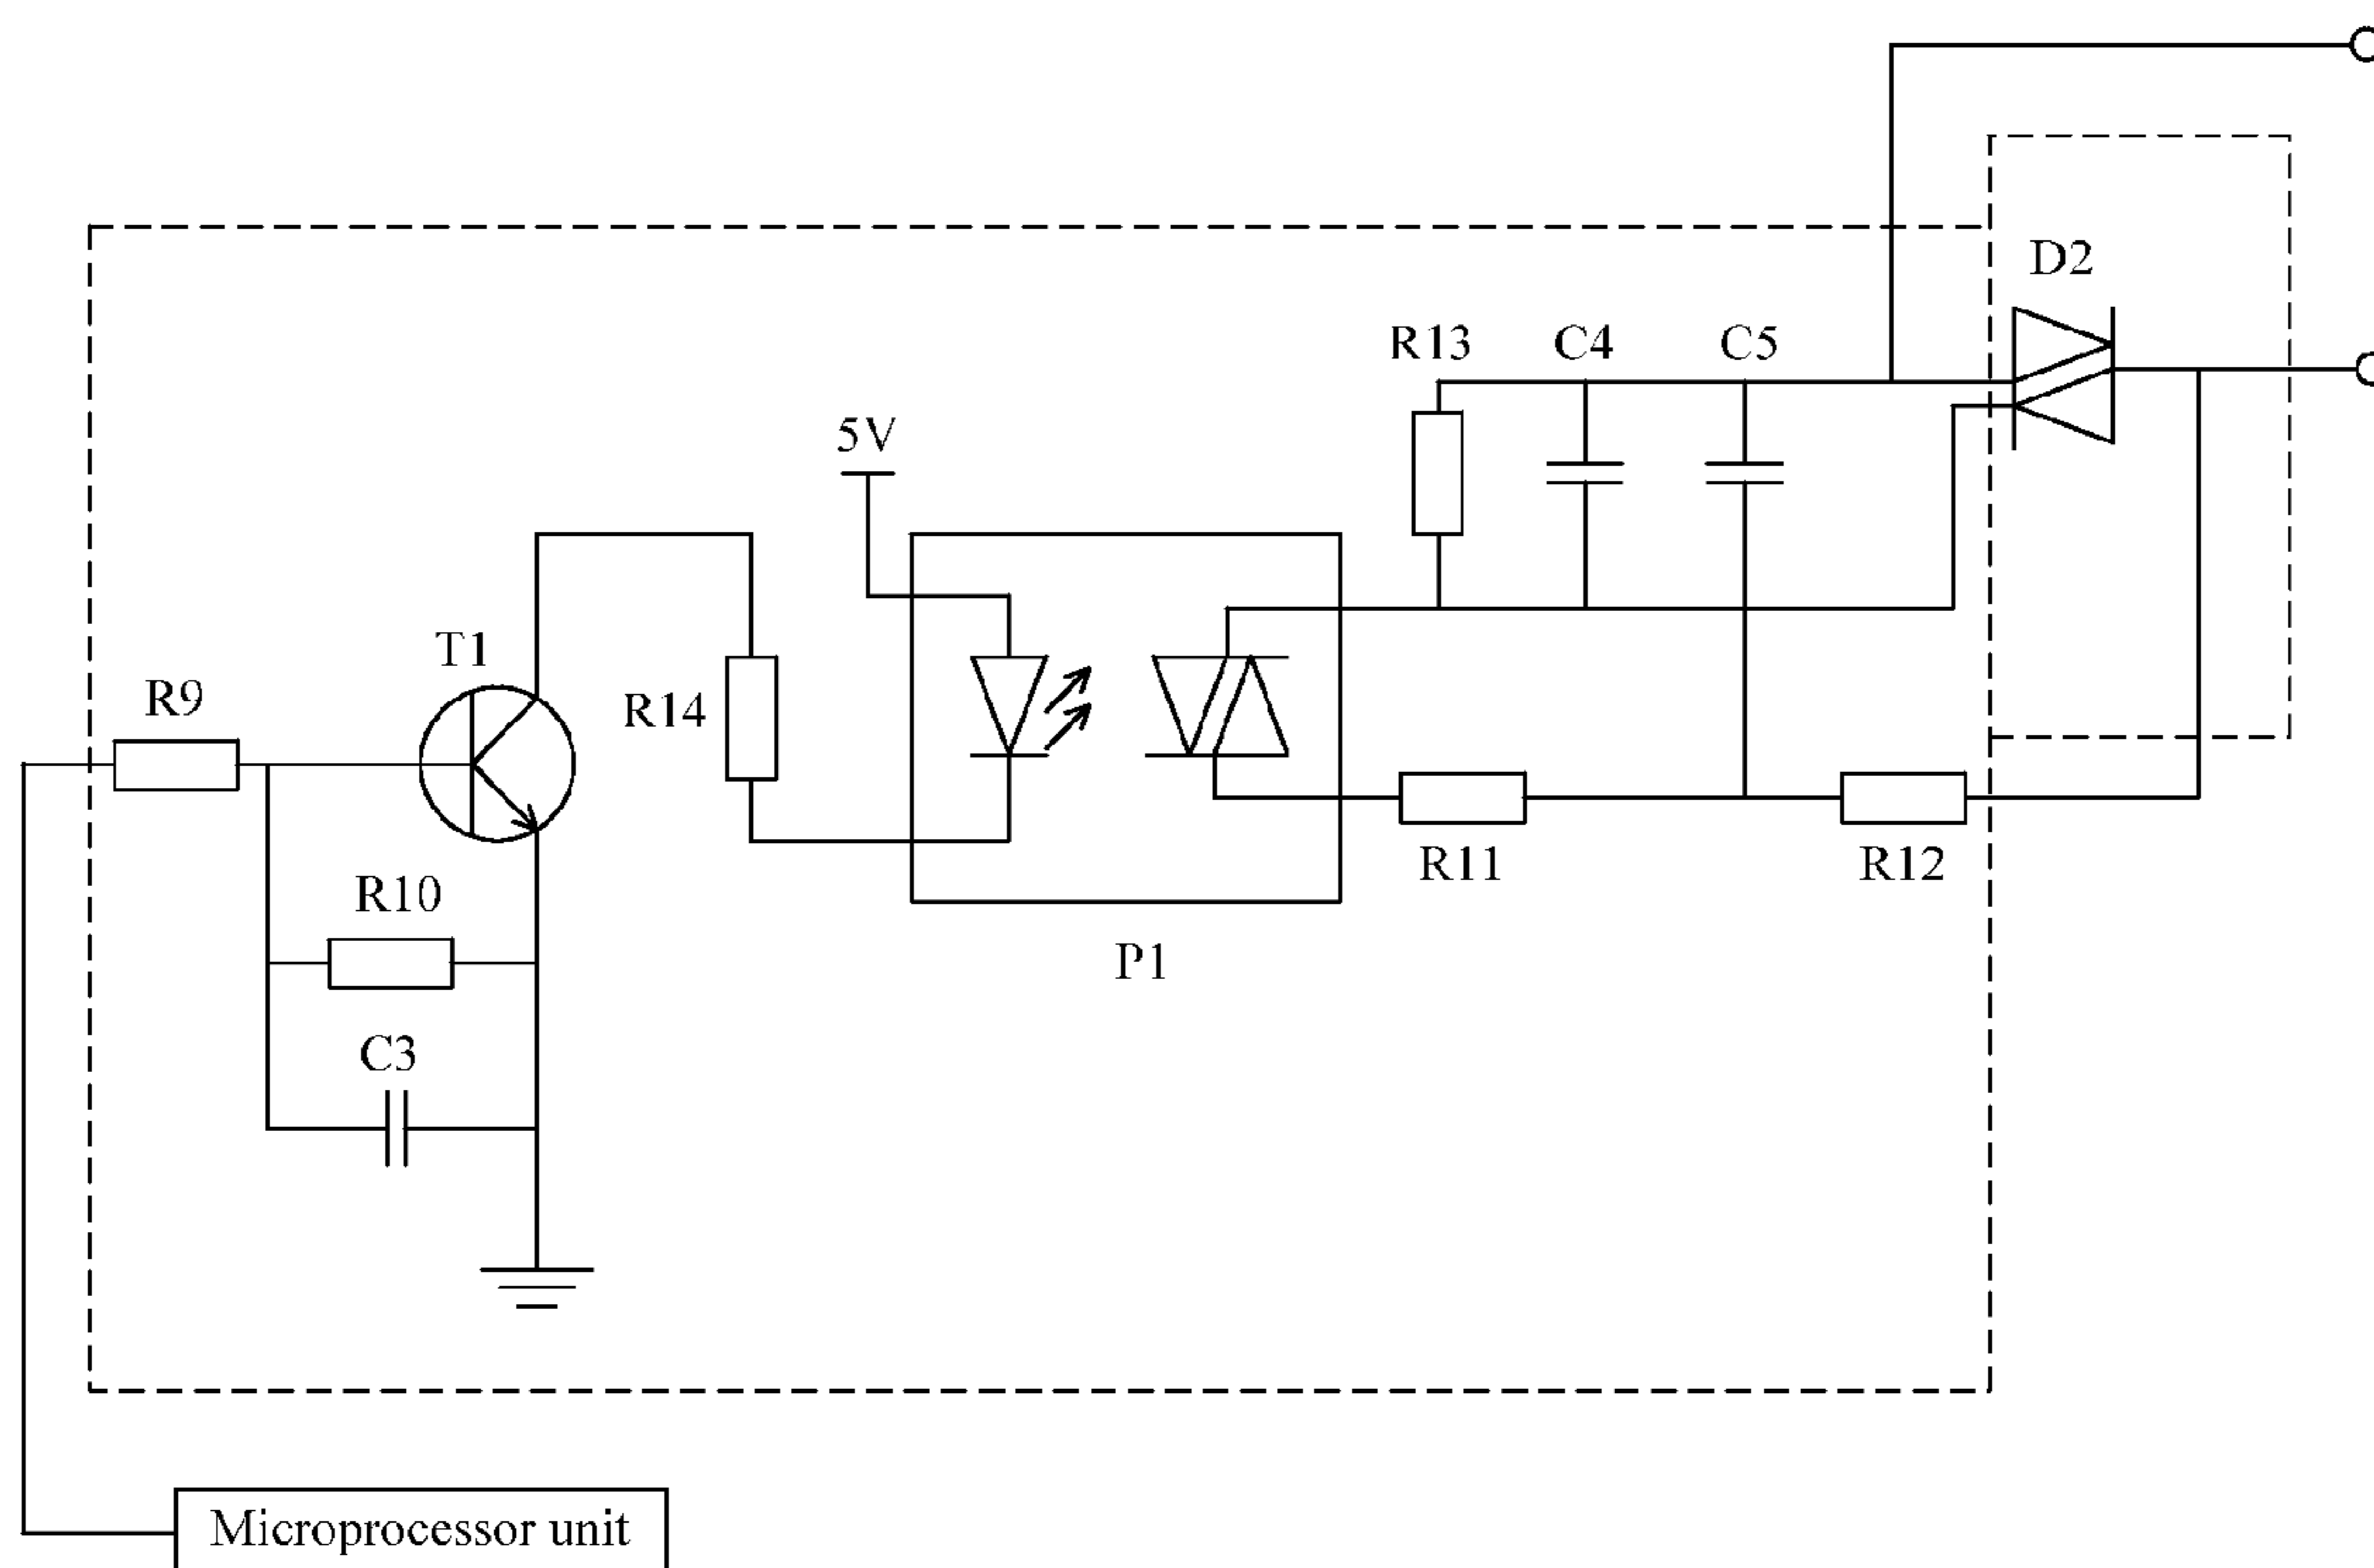 D2
R13
C4
C5
5V
T1
R9
R14
R10
R11
R12
P1
C3
Microprocessor unit